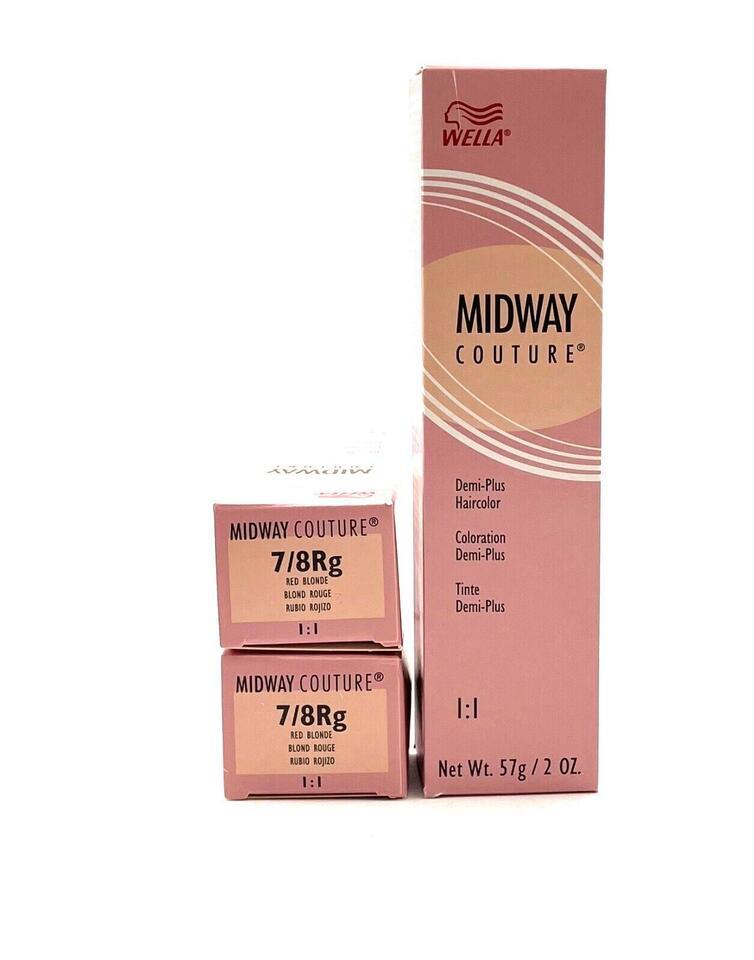 WELLA®
MIDWAY
COUTURE®
Demi-Plus
Haircolor
Coloration
Demi-Plus
Tinte
Demi-Plus
1:1
Net Wt. 57g / 2 OZ.
MIDWAY
WELLA
MIDWAY COUTURE®
7/8Rg
RED BLONDE
BLOND ROUGE
RUBIO ROJIZO
1:1
MIDWAY COUTURE®
7/8Rg
RED BLONDE
BLOND ROUGE
RUBIO ROJIZO
1:1